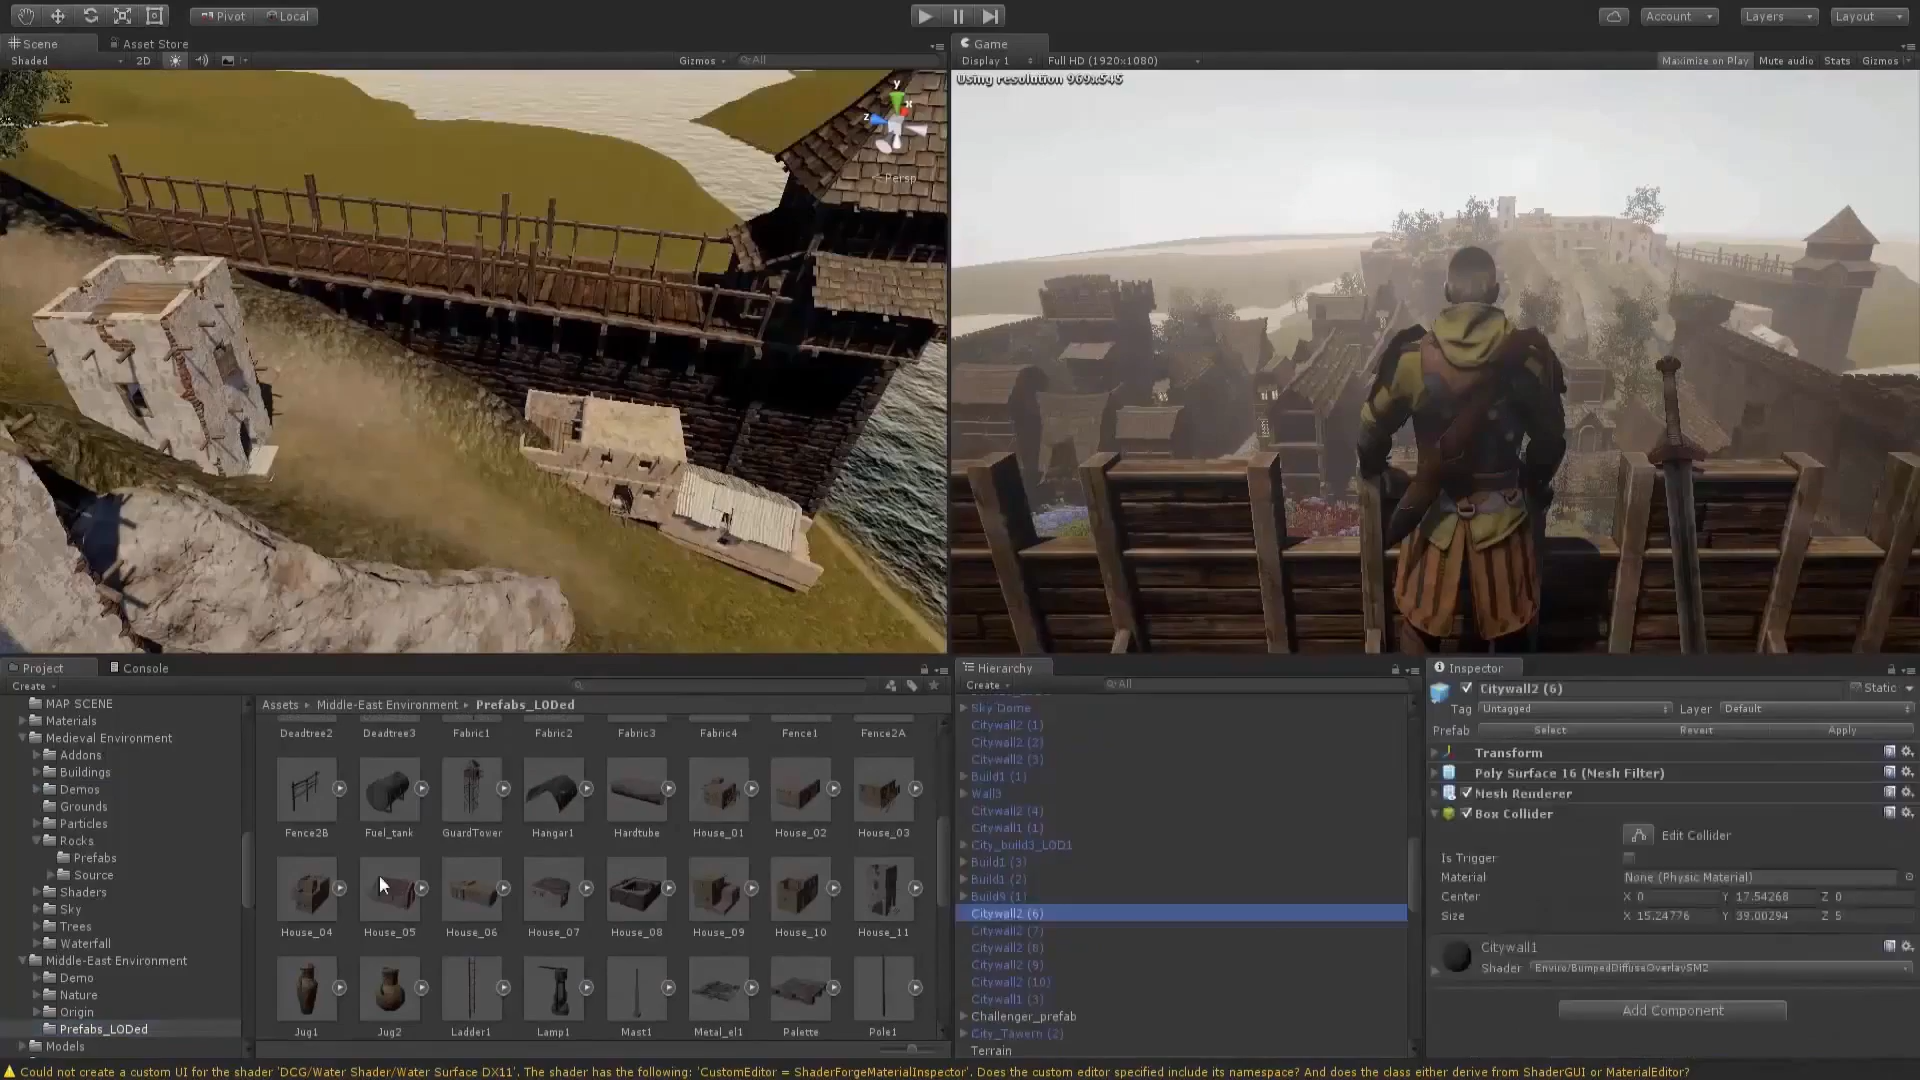 Pivot Local
Account Layers Layout
Scene Asset Store
Shaded 2D Gizmos All
Game
Display 1 Full HD (1920x1080) Maximize on Play Mute audio Stats Gizmos
Using resolution 969x545
y
x
z
Persp
Project Console
Create
MAP SCENE
Materials
Medieval Environment
Addons
Buildings
Demos
Grounds
Particles
Rocks
Prefabs
Source
Shaders
Sky
Trees
Waterfall
Middle-East Environment
Demo
Nature
Origin
Prefabs_LODed
Models
Assets Middle-East Environment Prefabs_LODed
Deadtree2 Deadtree3 Fabric1 Fabric2 Fabric3 Fabric4 Fence1 Fence2A
Fence2B Fuel_tank GuardTower Hangar1 Hardtube House_01 House_02 House_03
House_04 House_05 House_06 House_07 House_08 House_09 House_10 House_11
Jug1 Jug2 Ladder1 Lamp1 Mast1 Metal_el1 Palette Pole1
Hierarchy
Create All
Sky Dome
Citywall2 (1)
Citywall2 (2)
Citywall2 (3)
Build1 (1)
Wall3
Citywall2 (4)
Citywall1 (1)
City_build3_LOD1
Build1 (3)
Build1 (2)
Build9 (1)
Citywall2 (6)
Citywall2 (7)
Citywall2 (8)
Citywall2 (9)
Citywall2 (10)
Citywall1 (3)
Challenger_prefab
City_Tawern (2)
Terrain
Inspector
Citywall2 (6) Static
Tag Untagged Layer Default
Prefab Select Revert Apply
Transform
Poly Surface 16 (Mesh Filter)
Mesh Renderer
Box Collider
Edit Collider
Is Trigger
Material None (Physic Material)
Center X 0 Y 17.54268 Z 0
Size X 15.24776 Y 39.00294 Z 5
Citywall1
Shader Enviro/BumpedDiffuseOverlaySM2
Add Component
Could not create a custom UI for the shader 'DCG/Water Shader/Water Surface DX11'. The shader has the following: 'CustomEditor = ShaderForgeMaterialInspector'. Does the custom editor specified include its namespace? And does the class either derive from ShaderGUI or MaterialEditor?